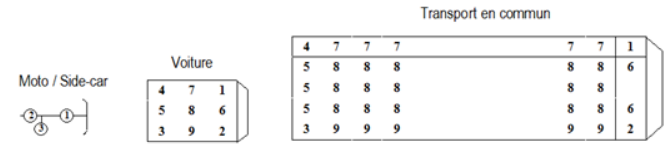 Transport en commun
4 7 7 7 7 7 1
5 8 8 8 8 8 6
5 8 8 8 8 8
5 8 8 8 8 8 6
3 9 9 9 9 9 2
Voiture
4 7 1
5 8 6
3 9 2
Moto / Side-car
2 1
3